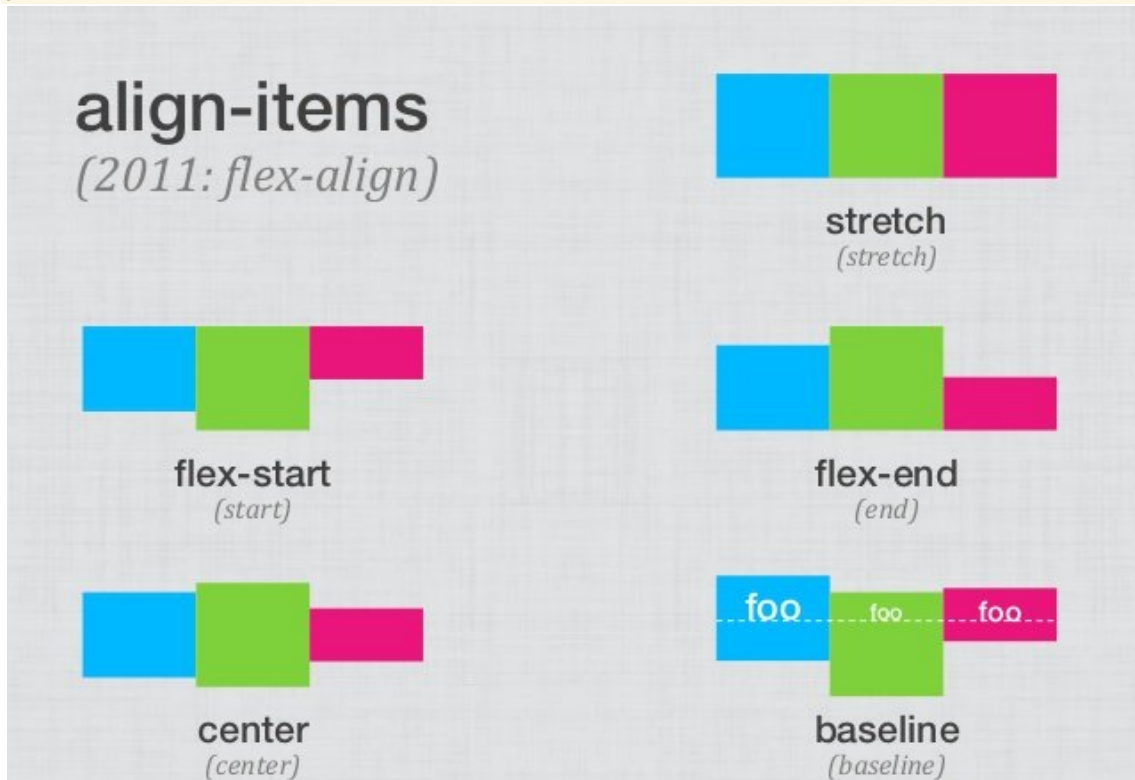 align-items
(2011: flex-align)
stretch
(stretch)
flex-start
(start)
flex-end
(end)
center
(center)
foo foo foo
baseline
(baseline)